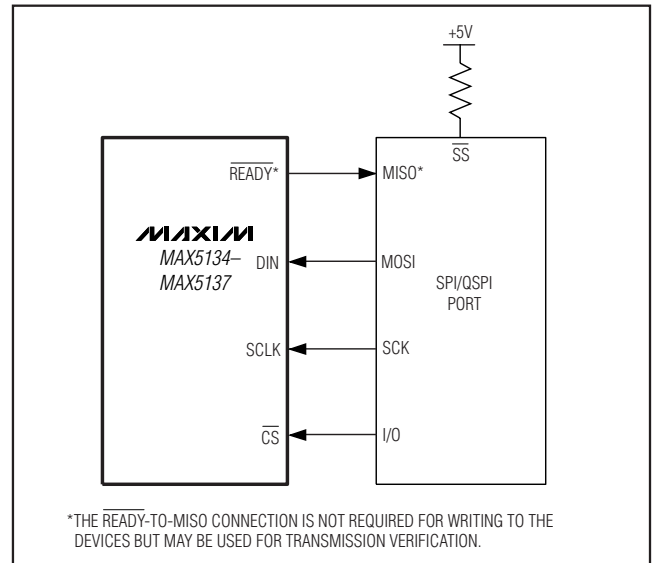 +5V
SS
READY*
MISO*
MAXIM
MAX5134–
MAX5137
DIN
MOSI
SPI/QSPI
PORT
SCLK
SCK
CS
I/O
*THE READY-TO-MISO CONNECTION IS NOT REQUIRED FOR WRITING TO THE
DEVICES BUT MAY BE USED FOR TRANSMISSION VERIFICATION.